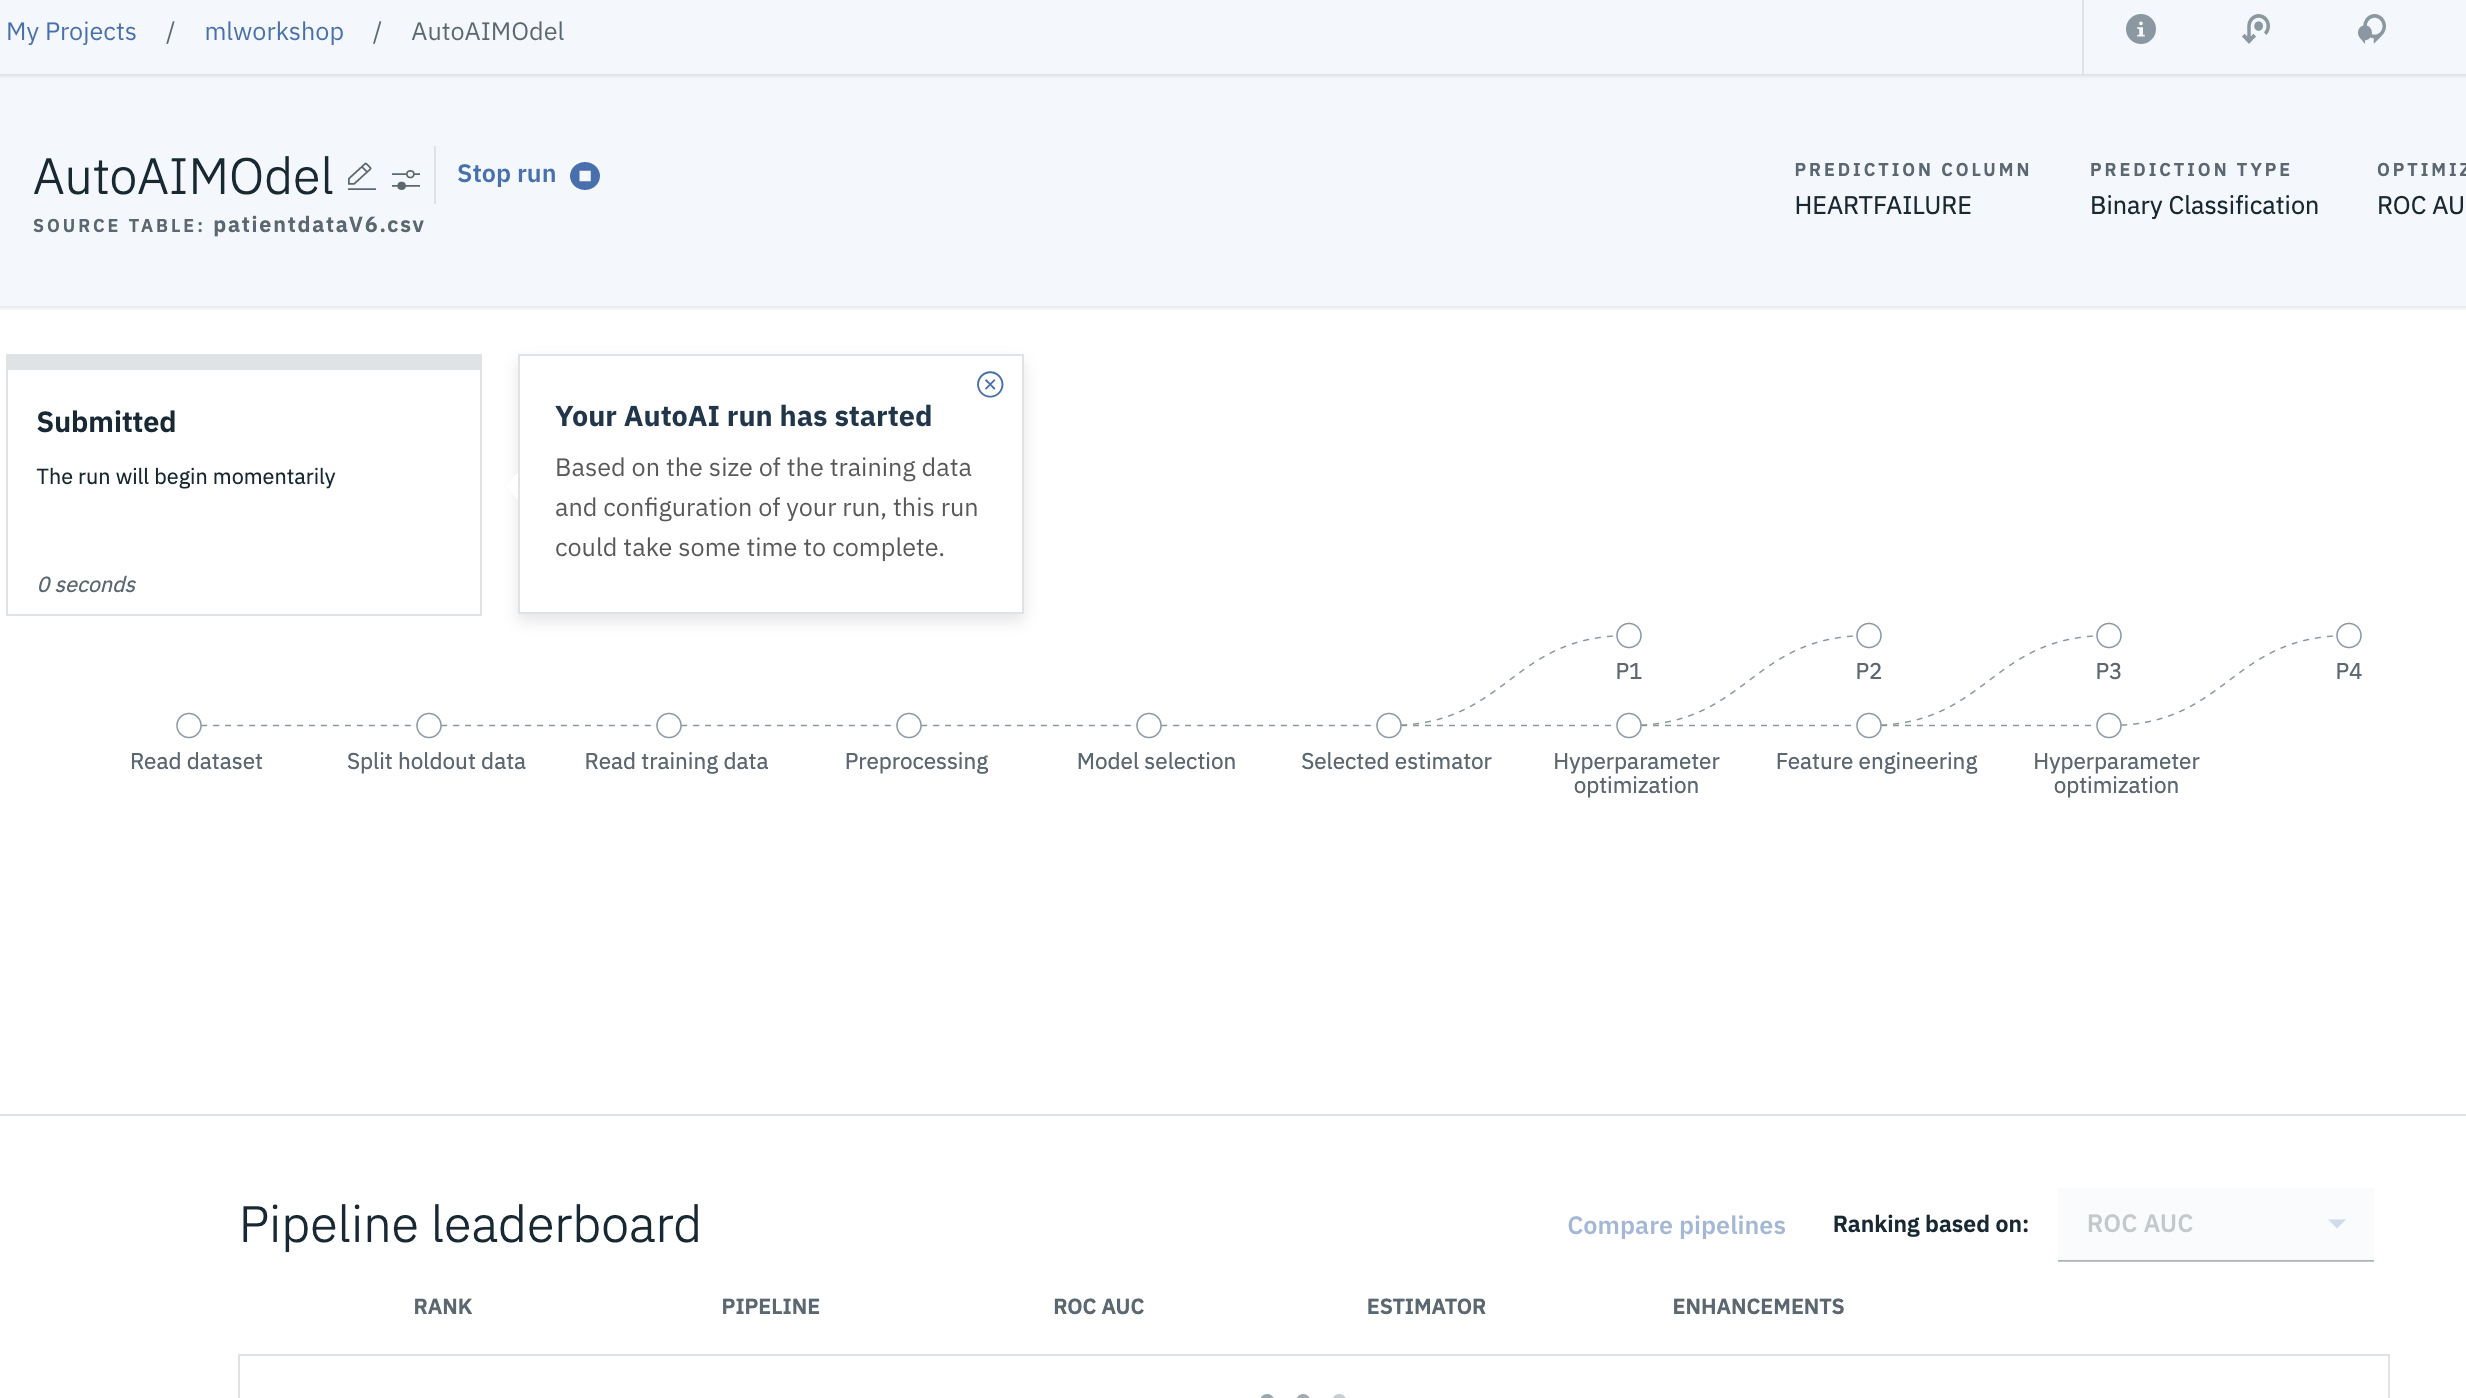 My Projects / mlworkshop / AutoAIMOdel
AutoAIMOdel
Stop run
SOURCE TABLE: patientdataV6.csv
PREDICTION COLUMN
HEARTFAILURE
PREDICTION TYPE
Binary Classification
OPTIMIZ
ROC AU
Submitted
The run will begin momentarily
0 seconds
Your AutoAI run has started
Based on the size of the training data
and configuration of your run, this run
could take some time to complete.
P1
P2
P3
P4
Read dataset
Split holdout data
Read training data
Preprocessing
Model selection
Selected estimator
Hyperparameter
optimization
Feature engineering
Hyperparameter
optimization
Pipeline leaderboard
Compare pipelines
Ranking based on:
ROC AUC
RANK
PIPELINE
ROC AUC
ESTIMATOR
ENHANCEMENTS